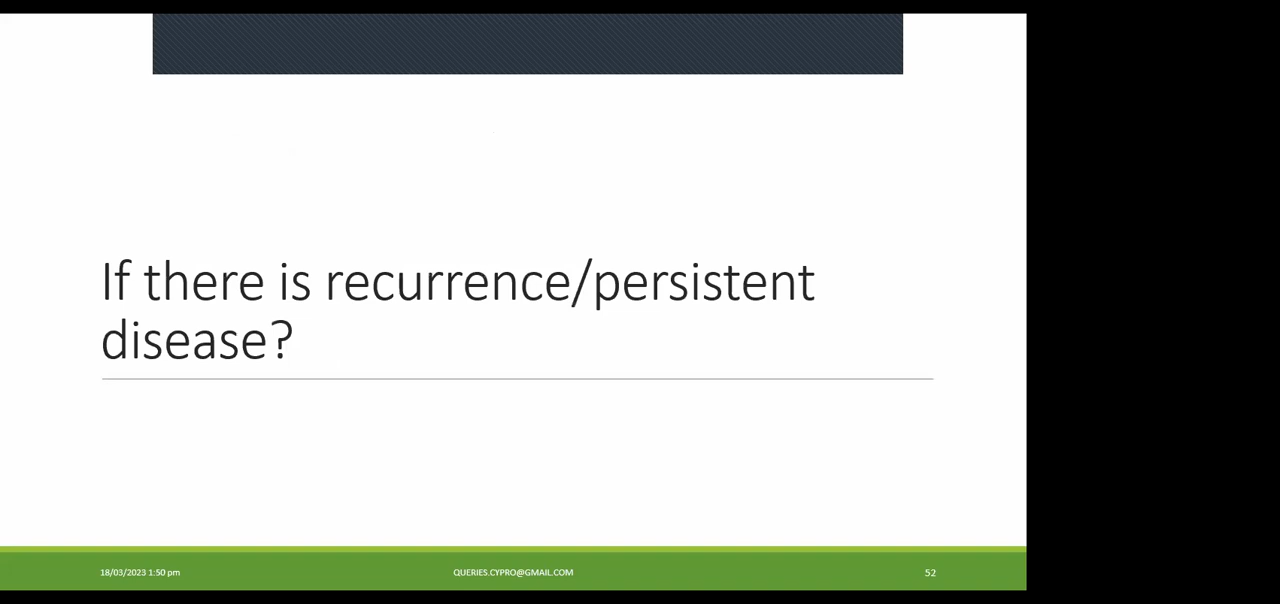 If there is recurrence/persistent
disease?
18/03/2023 1:50 pm
QUERIES.CYPRO@GMAIL.COM
52